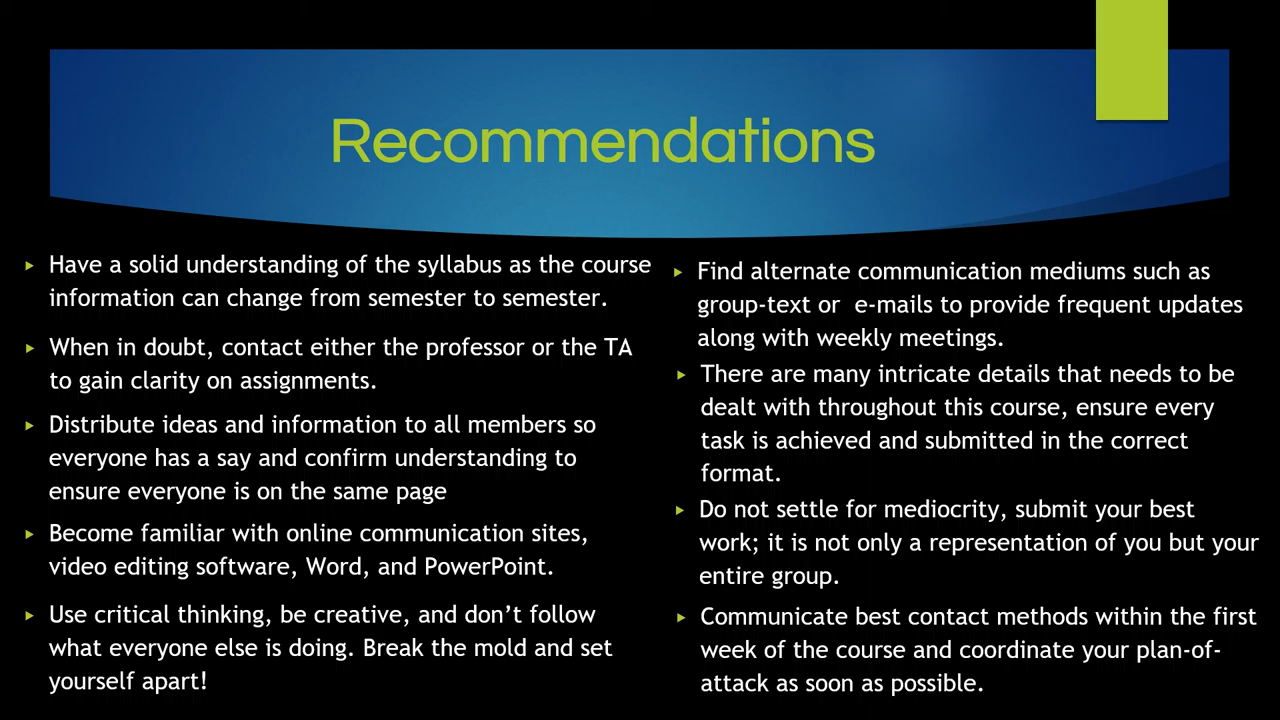 Recommendations
Have a solid understanding of the syllabus as the course
information can change from semester to semester.
When in doubt, contact either the professor or the TA
to gain clarity on assignments.
Distribute ideas and information to all members so
everyone has a say and confirm understanding to
ensure everyone is on the same page
Become familiar with online communication sites,
video editing software, Word, and PowerPoint.
Use critical thinking, be creative, and don’t follow
what everyone else is doing. Break the mold and set
yourself apart!
Find alternate communication mediums such as
group-text or  e-mails to provide frequent updates
along with weekly meetings.
There are many intricate details that needs to be
dealt with throughout this course, ensure every
task is achieved and submitted in the correct
format.
Do not settle for mediocrity, submit your best
work; it is not only a representation of you but your
entire group.
Communicate best contact methods within the first
week of the course and coordinate your plan-of-
attack as soon as possible.